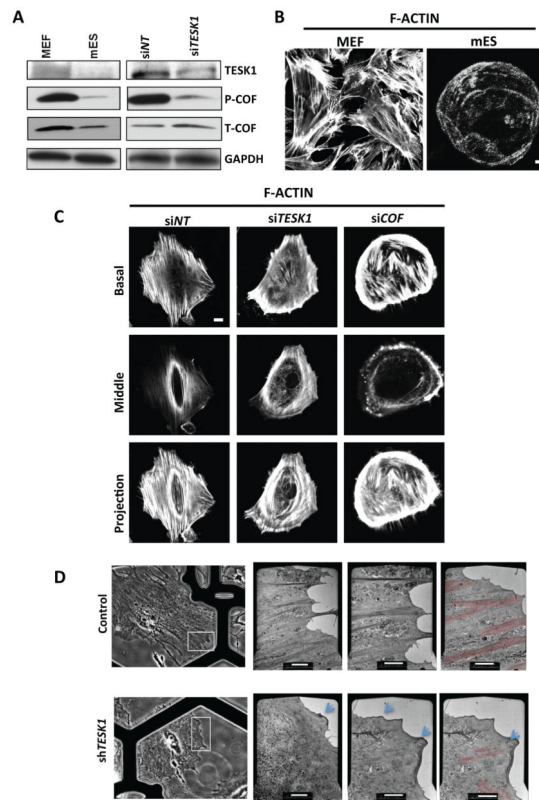 A
MEF
mES
siNT
siTESK1
TESK1
P-COF
T-COF
GAPDH
B
F-ACTIN
MEF
mES
F-ACTIN
C
siNT
siTESK1
siCOF
Basal
Middle
Projection
D
Control
shTESK1